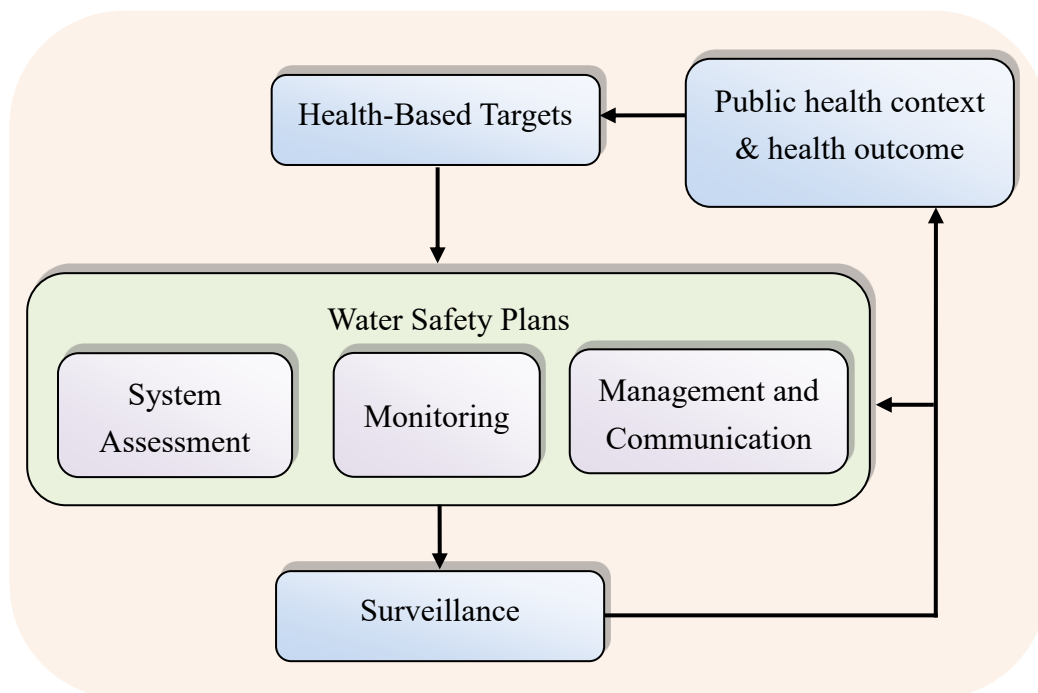 Health-Based Targets
Public health context
& health outcome
Water Safety Plans
System
Assessment
Monitoring
Management and
Communication
Surveillance